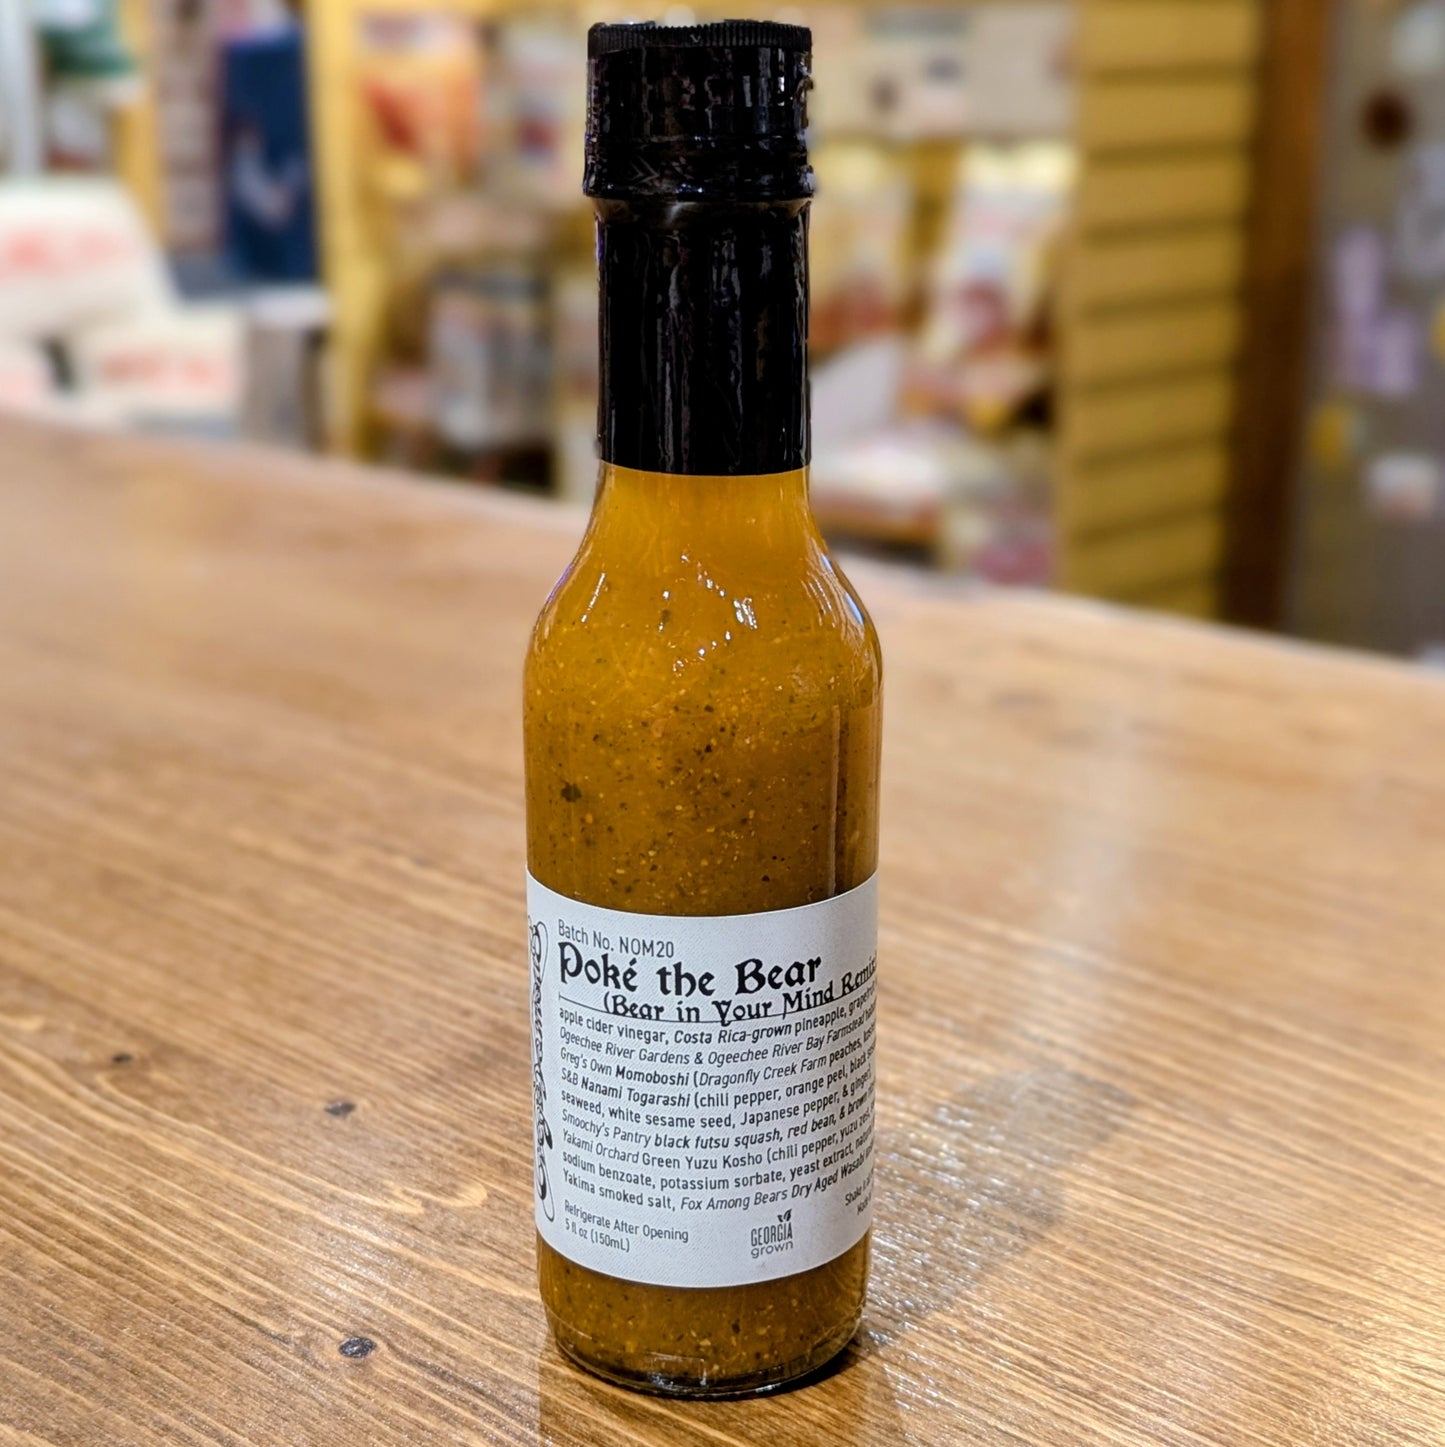 Batch No. NOM20
Poké the Bear
(Bear in Your Mind Remix
apple cider vinegar, Costa Rica-grown pineapple, grapefruit
Ogeechee River Gardens & Ogeechee River Bay Farmstead
Greg's Own Momoboshi (Dragonfly Creek Farm peaches,
S&B Nanami Togarashi (chili pepper, orange peel, black
seaweed, white sesame seed, Japanese pepper, & ginger)
Smoochy's Pantry black futsu squash, red bean, & brown
Yakami Orchard Green Yuzu Kosho (chili pepper, yuzu zest,
sodium benzoate, potassium sorbate, yeast extract,
Yakima smoked salt, Fox Among Bears Dry Aged Wasabi
Refrigerate After Opening
5 fl oz (150mL)
GEORGIA
grown
Shake
Made